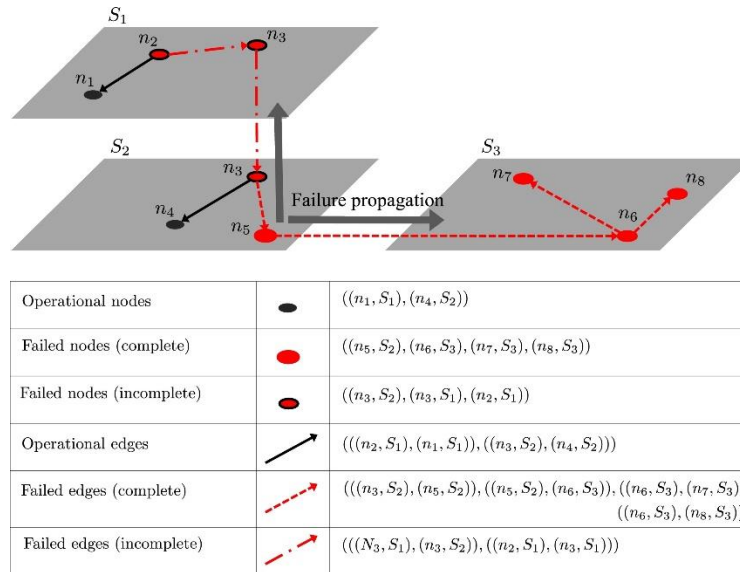 S₁
n₂
n₃
n₁
S₂
S₃
n₃
n₇
n₈
Failure propagation
n₄
n₅
n₆
Operational nodes ((n₁, S₁), (n₄, S₂))
Failed nodes (complete) ((n₅, S₂), (n₆, S₃), (n₇, S₃), (n₈, S₃))
Failed nodes (incomplete) ((n₃, S₂), (n₃, S₁), (n₂, S₁))
Operational edges (((n₂, S₁), (n₁, S₁)), ((n₃, S₂), (n₄, S₂)))
Failed edges (complete) (((n₃, S₂), (n₅, S₂)), ((n₅, S₂), (n₆, S₃)), ((n₆, S₃), (n₇, S₃)
((n₆, S₃), (n₈, S₃))
Failed edges (incomplete) (((N₃, S₁), (n₃, S₂)), ((n₂, S₁), (n₃, S₁)))